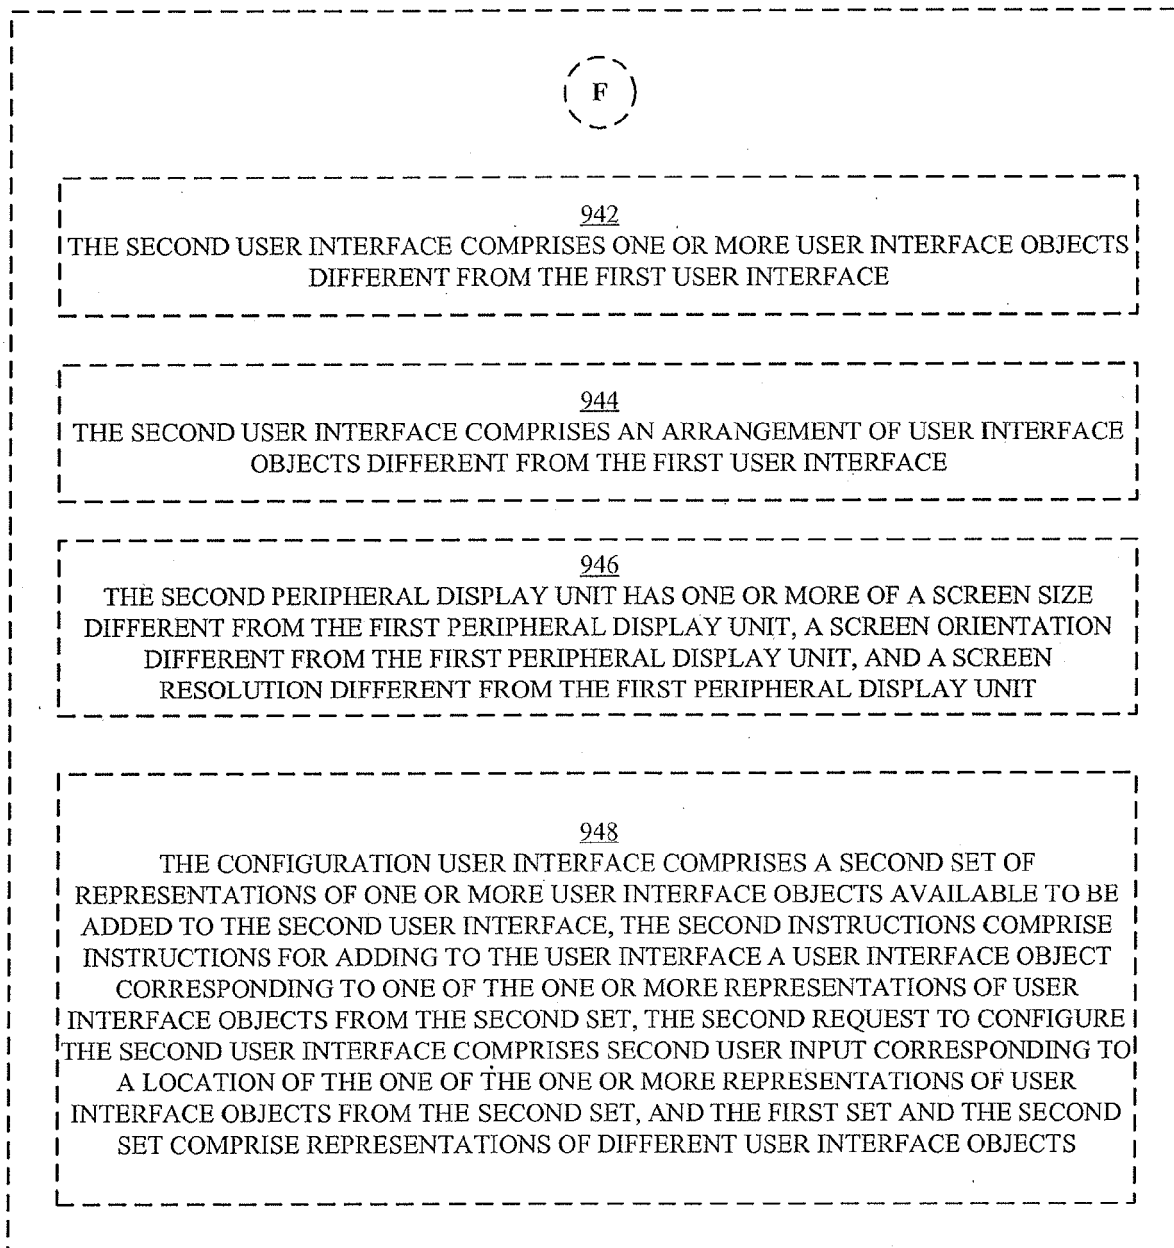 F
942
THE SECOND USER INTERFACE COMPRISES ONE OR MORE USER INTERFACE OBJECTS
DIFFERENT FROM THE FIRST USER INTERFACE
944
THE SECOND USER INTERFACE COMPRISES AN ARRANGEMENT OF USER INTERFACE
OBJECTS DIFFERENT FROM THE FIRST USER INTERFACE
946
THE SECOND PERIPHERAL DISPLAY UNIT HAS ONE OR MORE OF A SCREEN SIZE
DIFFERENT FROM THE FIRST PERIPHERAL DISPLAY UNIT, A SCREEN ORIENTATION
DIFFERENT FROM THE FIRST PERIPHERAL DISPLAY UNIT, AND A SCREEN
RESOLUTION DIFFERENT FROM THE FIRST PERIPHERAL DISPLAY UNIT
948
THE CONFIGURATION USER INTERFACE COMPRISES A SECOND SET OF
REPRESENTATIONS OF ONE OR MORE USER INTERFACE OBJECTS AVAILABLE TO BE
ADDED TO THE SECOND USER INTERFACE, THE SECOND INSTRUCTIONS COMPRISE
INSTRUCTIONS FOR ADDING TO THE USER INTERFACE A USER INTERFACE OBJECT
CORRESPONDING TO ONE OF THE ONE OR MORE REPRESENTATIONS OF USER
INTERFACE OBJECTS FROM THE SECOND SET, THE SECOND REQUEST TO CONFIGURE
THE SECOND USER INTERFACE COMPRISES SECOND USER INPUT CORRESPONDING TO
A LOCATION OF THE ONE OF THE ONE OR MORE REPRESENTATIONS OF USER
INTERFACE OBJECTS FROM THE SECOND SET, AND THE FIRST SET AND THE SECOND
SET COMPRISE REPRESENTATIONS OF DIFFERENT USER INTERFACE OBJECTS